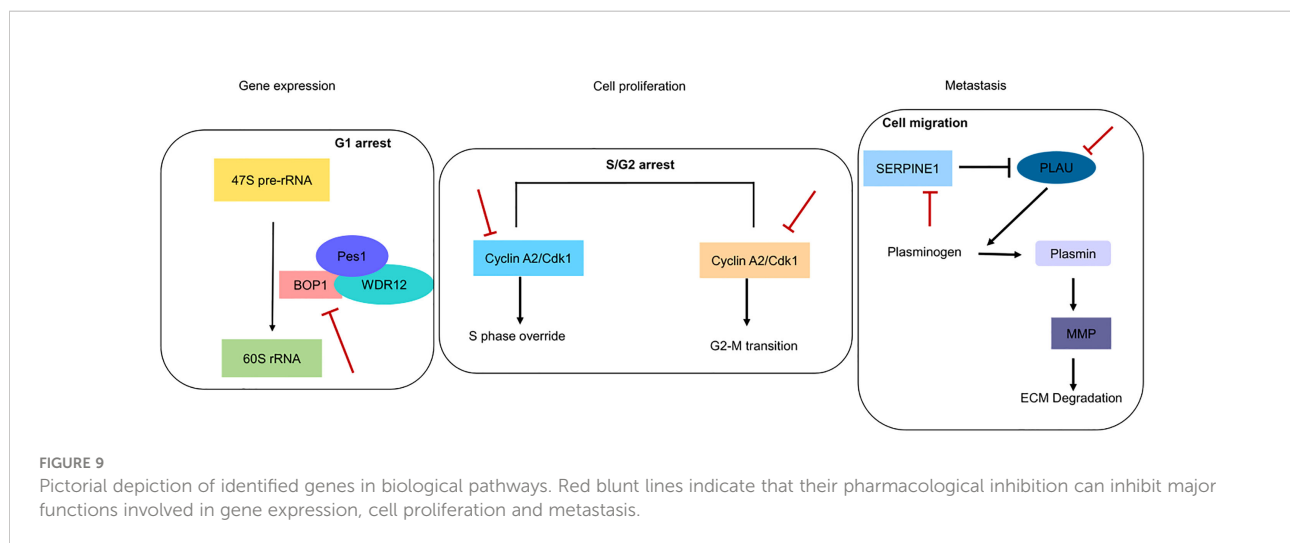 Gene expression
G1 arrest
47S pre-rRNA
Pes1
BOP1
WDR12
60S rRNA
Cell proliferation
S/G2 arrest
Cyclin A2/Cdk1
Cyclin A2/Cdk1
S phase override
G2-M transition
Metastasis
Cell migration
SERPINE1
PLAU
Plasminogen
Plasmin
MMP
ECM Degradation
FIGURE 9
Pictorial depiction of identified genes in biological pathways. Red blunt lines indicate that their pharmacological inhibition can inhibit major
functions involved in gene expression, cell proliferation and metastasis.